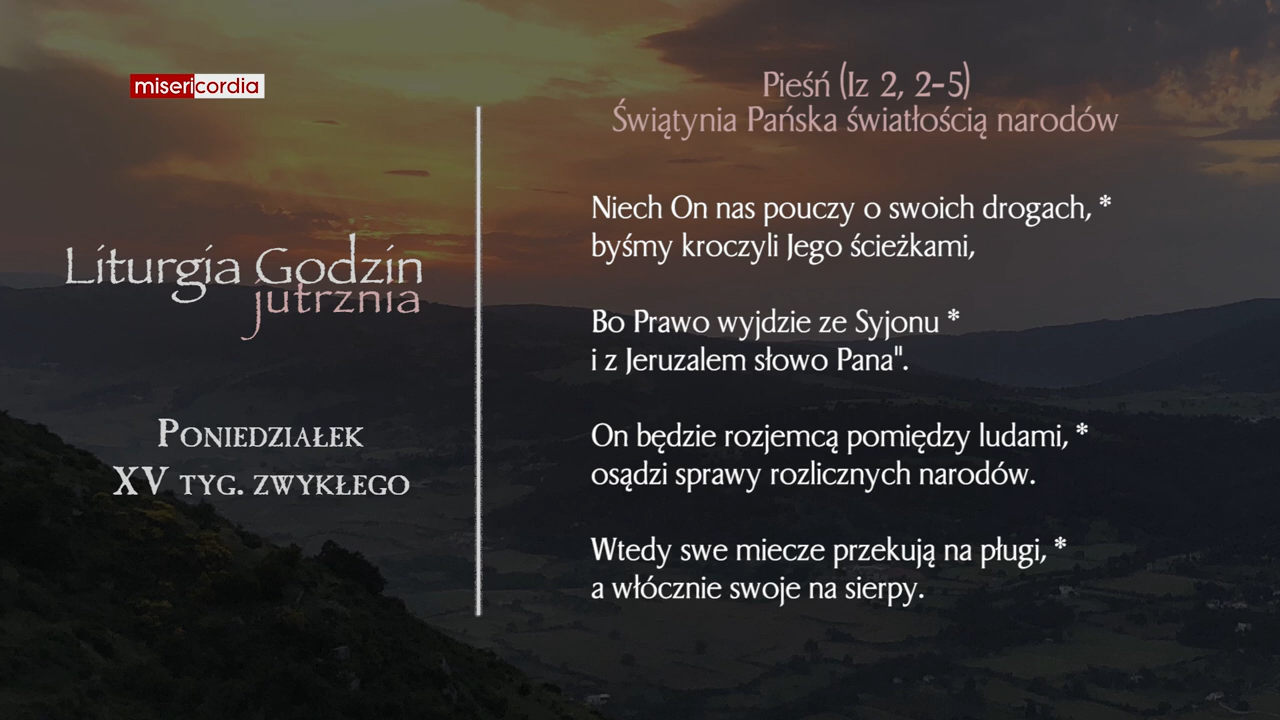 misericordia
Liturgia Godzin
jutrznia
Poniedziałek
XV tyg. zwykłego
Pieśń (Iz 2, 2-5)
Świątynia Pańska światłością narodów
Niech On nas pouczy o swoich drogach, *
byśmy kroczyli Jego ścieżkami,
Bo Prawo wyjdzie ze Syjonu *
i z Jeruzalem słowo Pana".
On będzie rozjemcą pomiędzy ludami, *
osądzi sprawy rozlicznych narodów.
Wtedy swe miecze przekują na pługi, *
a włócznie swoje na sierpy.